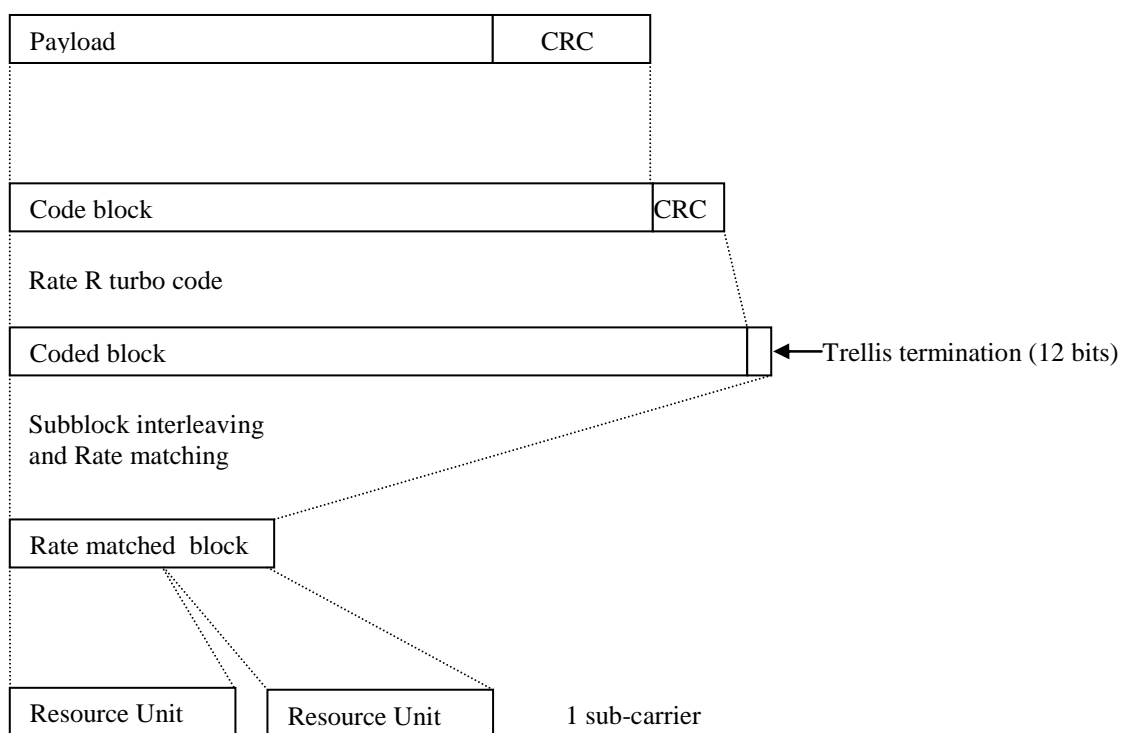 Payload CRC
Code block CRC
Rate R turbo code
Coded block Trellis termination (12 bits)
Subblock interleaving
and Rate matching
Rate matched block
Resource Unit Resource Unit 1 sub-carrier